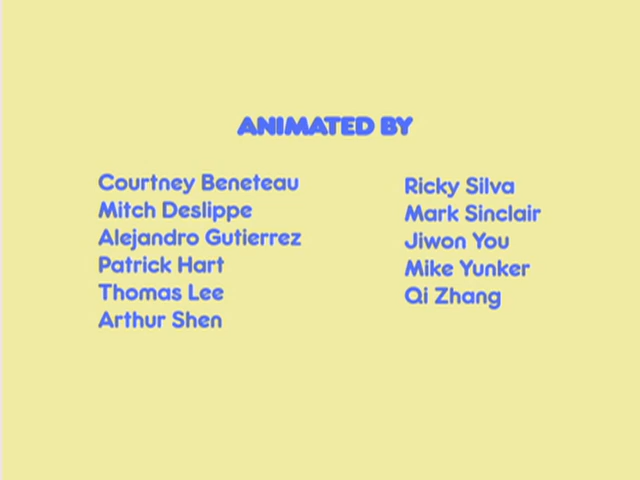 ANIMATED BY
Courtney Beneteau
Mitch Deslippe
Alejandro Gutierrez
Patrick Hart
Thomas Lee
Arthur Shen
Ricky Silva
Mark Sinclair
Jiwon You
Mike Yunker
Qi Zhang